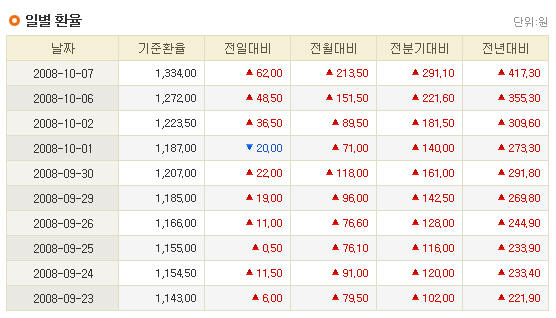 일별 환율
단위:원
날짜 기준환율 전일대비 전월대비 전분기대비 전년대비
2008-10-07 1,334,00 ▲ 62,00 ▲ 213,50 ▲ 291,10 ▲ 417,30
2008-10-06 1,272,00 ▲ 48,50 ▲ 151,50 ▲ 221,60 ▲ 355,30
2008-10-02 1,223,50 ▲ 36,50 ▲ 89,50 ▲ 181,50 ▲ 309,60
2008-10-01 1,187,00 ▼ 20,00 ▲ 71,00 ▲ 140,00 ▲ 273,30
2008-09-30 1,207,00 ▲ 22,00 ▲ 118,00 ▲ 161,00 ▲ 291,80
2008-09-29 1,185,00 ▲ 19,00 ▲ 96,00 ▲ 142,50 ▲ 269,80
2008-09-26 1,166,00 ▲ 11,00 ▲ 76,60 ▲ 128,00 ▲ 244,90
2008-09-25 1,155,00 ▲ 0,50 ▲ 76,10 ▲ 116,00 ▲ 233,90
2008-09-24 1,154,50 ▲ 11,50 ▲ 91,00 ▲ 120,00 ▲ 233,40
2008-09-23 1,143,00 ▲ 6,00 ▲ 79,50 ▲ 102,00 ▲ 221,90